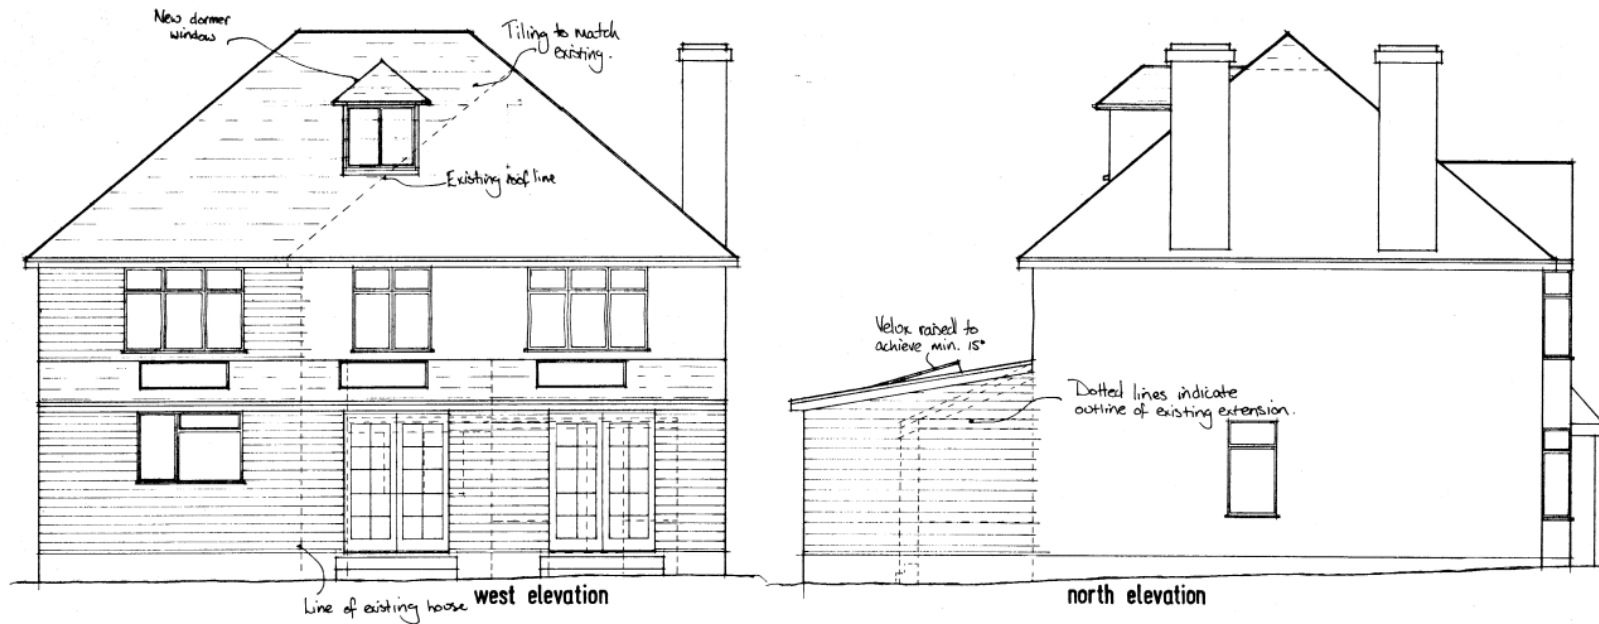 New dormer
window
Tiling to match
existing.
Existing roof line
Velux raised to
achieve min. 15°
Dotted lines indicate
outline of existing extension.
Line of existing house
west elevation
north elevation